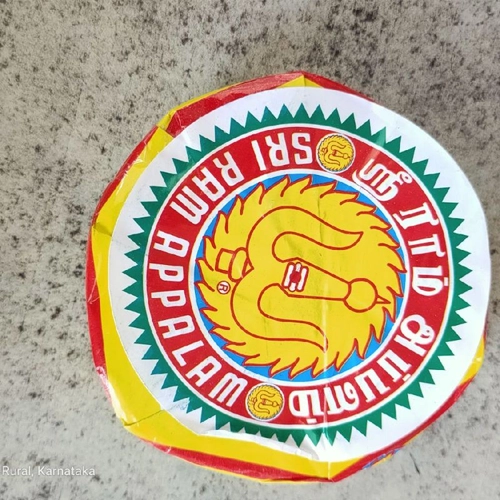 ஸ்ரீ ராம் அப்பளம்
SRI RAM APPALAM
®
Rural, Karnataka